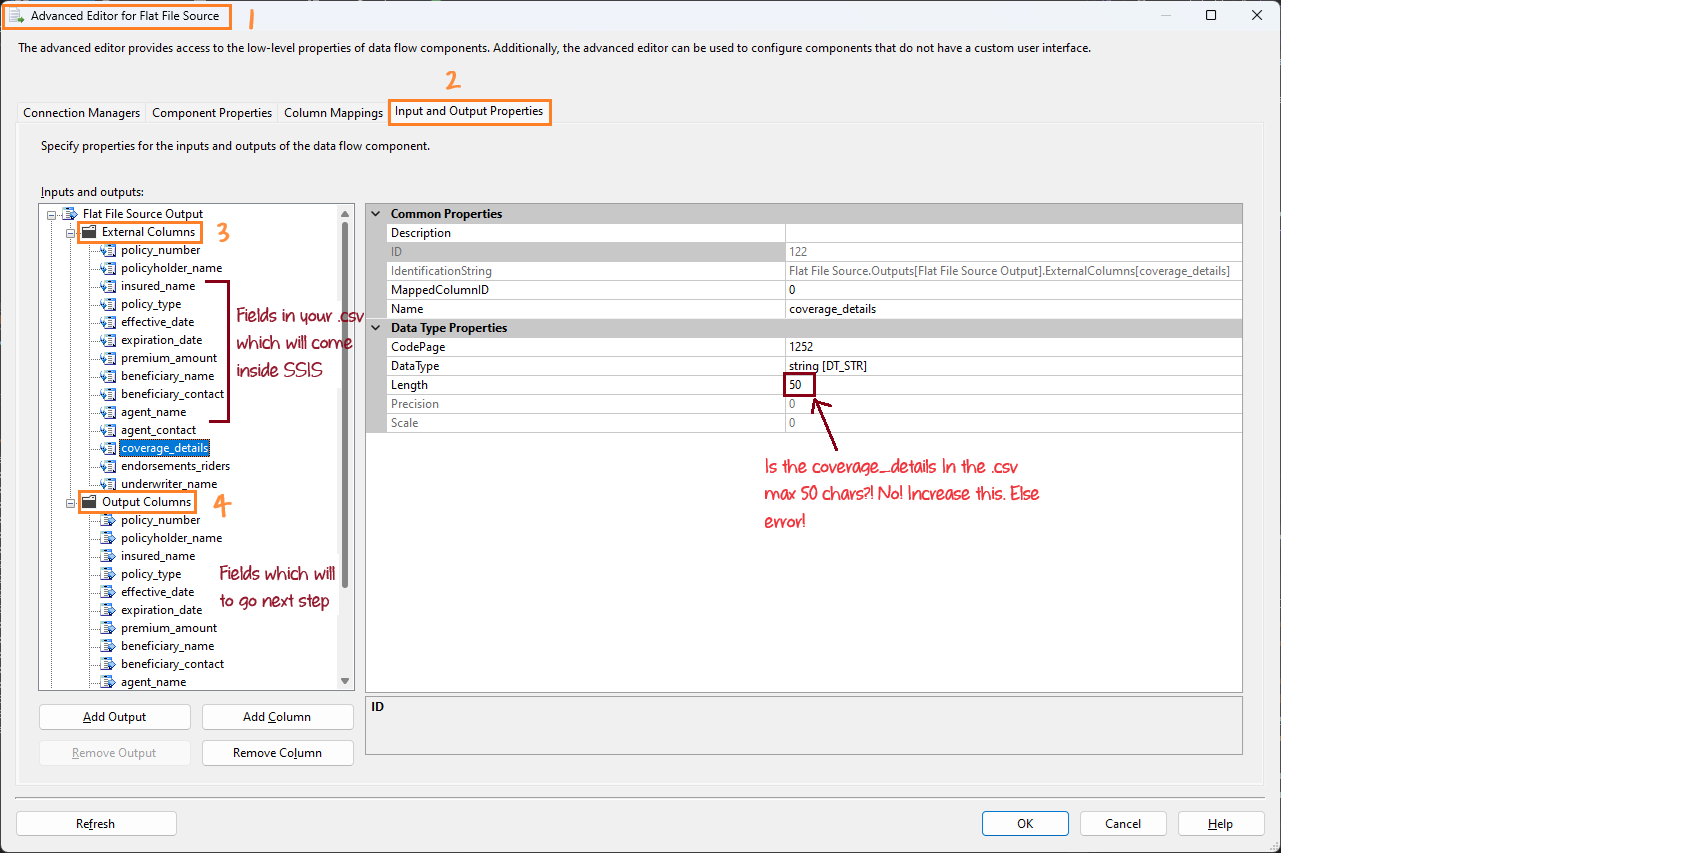 Advanced Editor for Flat File Source
1
The advanced editor provides access to the low-level properties of data flow components. Additionally, the advanced editor can be used to configure components that do not have a custom user interface.
2
Connection Managers
Component Properties
Column Mappings
Input and Output Properties
Specify properties for the inputs and outputs of the data flow component.
Inputs and outputs:
Flat File Source Output
External Columns
3
policy_number
policyholder_name
insured_name
policy_type
effective_date
expiration_date
premium_amount
beneficiary_name
beneficiary_contact
agent_name
agent_contact
coverage_details
endorsements_riders
underwriter_name
Fields in your .csv
which will come
inside SSIS
Output Columns
4
policy_number
policyholder_name
insured_name
policy_type
effective_date
expiration_date
premium_amount
beneficiary_name
beneficiary_contact
agent_name
Fields which will
to go next step
Common Properties
Description
ID 122
IdentificationString Flat File Source.Outputs[Flat File Source Output].ExternalColumns[coverage_details]
MappedColumnID 0
Name coverage_details
Data Type Properties
CodePage 1252
DataType string [DT_STR]
Length 50
Precision 0
Scale 0
Is the coverage_details In the .csv
max 50 chars?! No! Increase this. Else
error!
Add Output
Add Column
Remove Output
Remove Column
ID
Refresh
OK
Cancel
Help